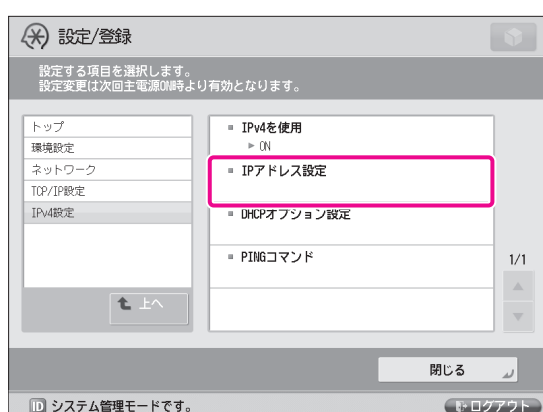 設定/登録
設定する項目を選択します。
設定変更は次回主電源ON時より有効となります。
トップ
環境設定
ネットワーク
TCP/IP設定
IPv4設定
上へ
IPv4を使用
▶ ON
IPアドレス設定
DHCPオプション設定
PINGコマンド
1/1
閉じる
ID システム管理モードです。
ログアウト